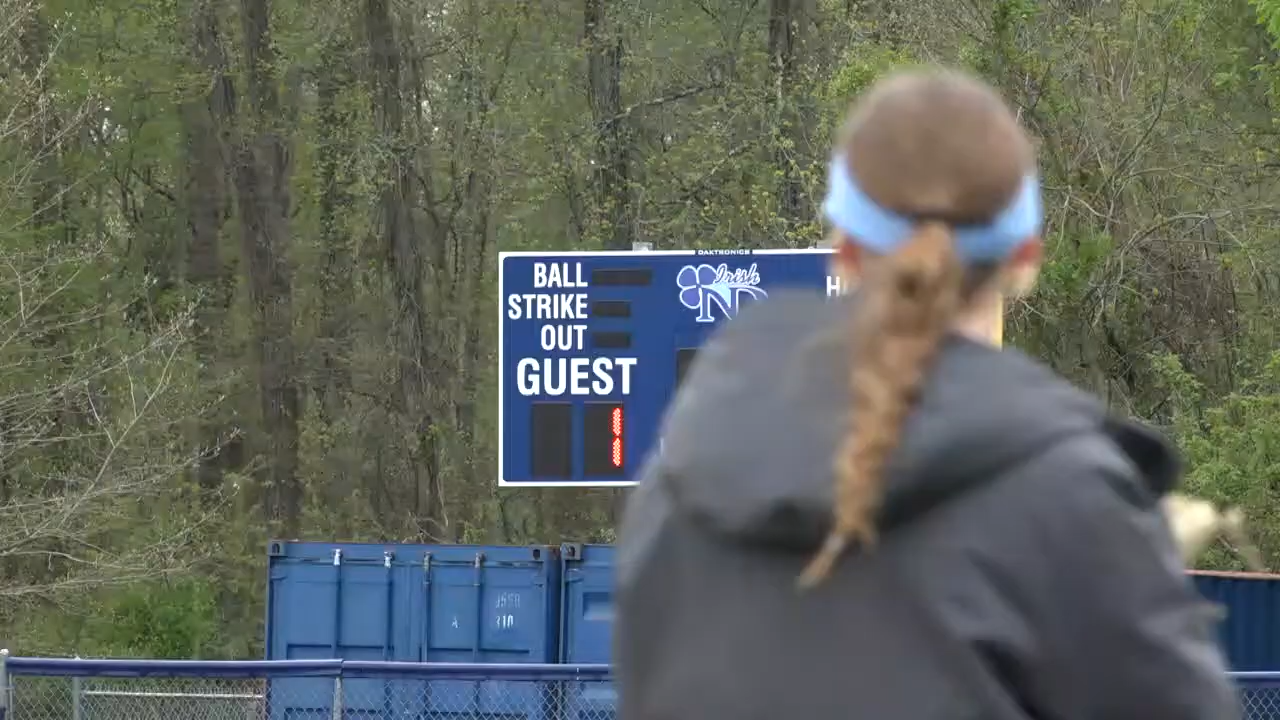 DAKTRONICS
BALL
Irish
ND
STRIKE
OUT
GUEST
1
H